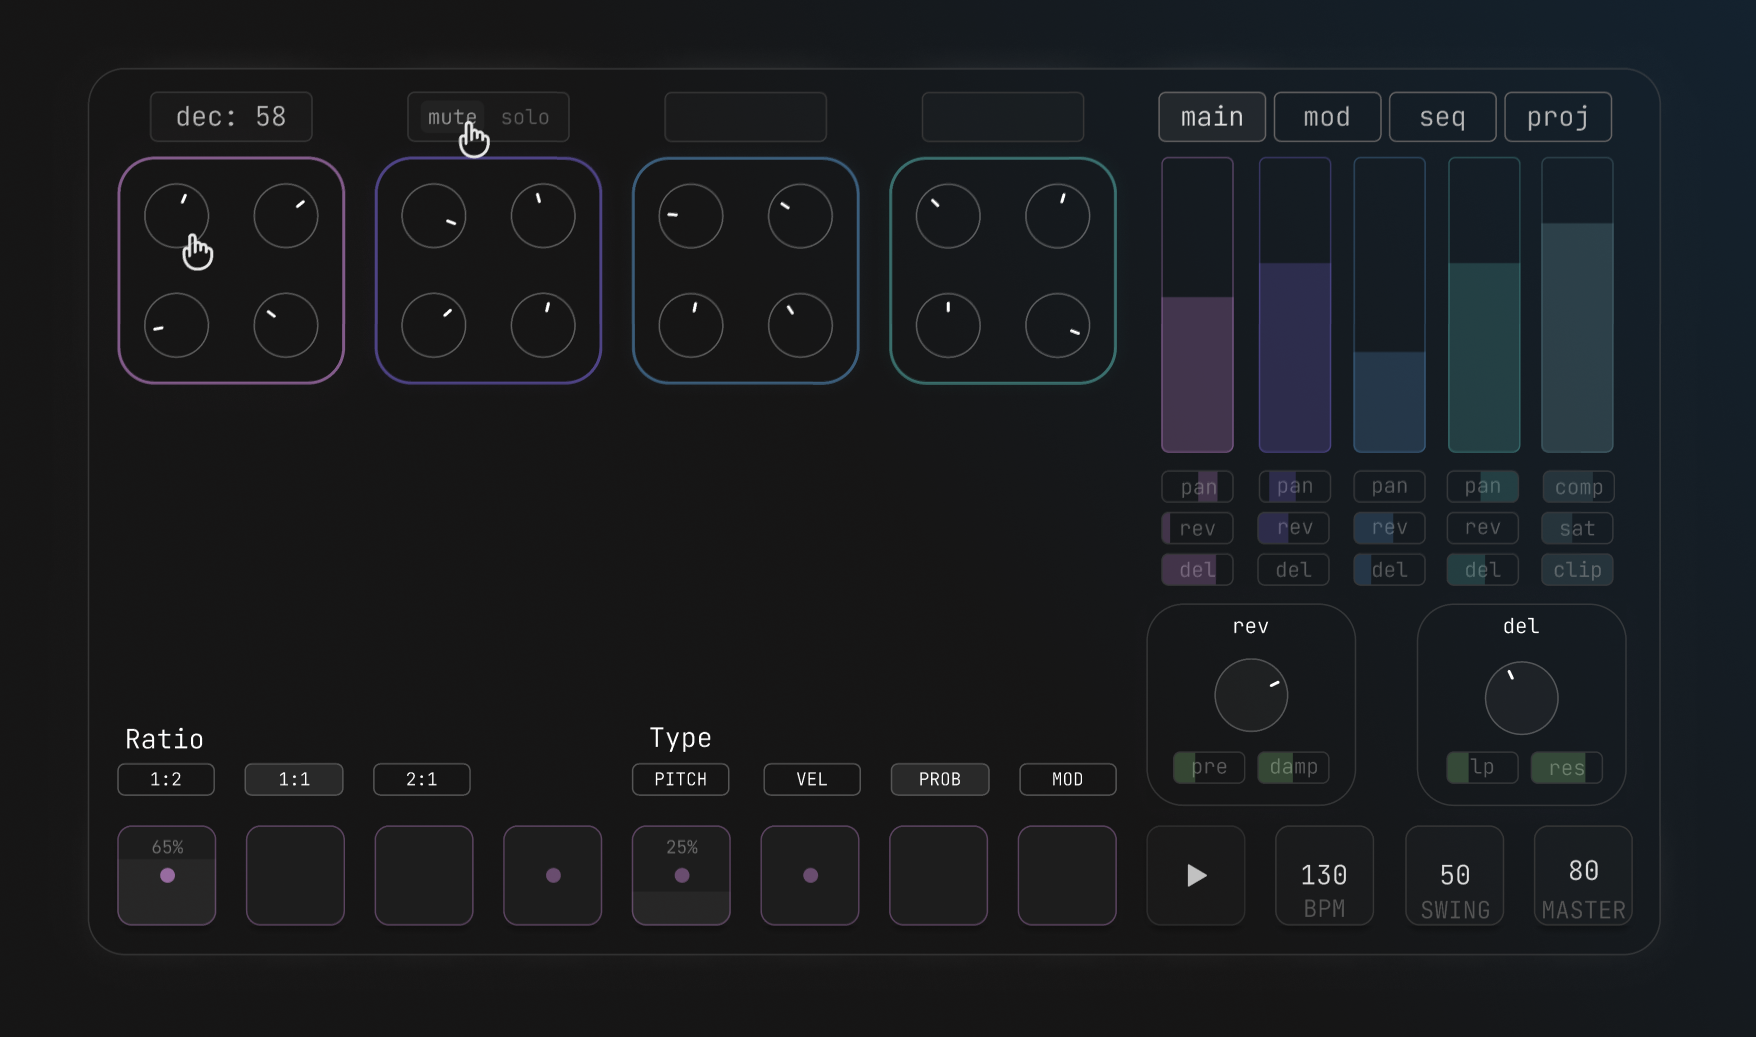 dec: 58
mute solo
main mod seq proj
pan pan pan pan comp
rev rev rev rev sat
del del del del clip
rev del
pre damp lp res
Ratio Type
1:2 1:1 2:1 PITCH VEL PROB MOD
65% 25%
130 50 80
BPM SWING MASTER